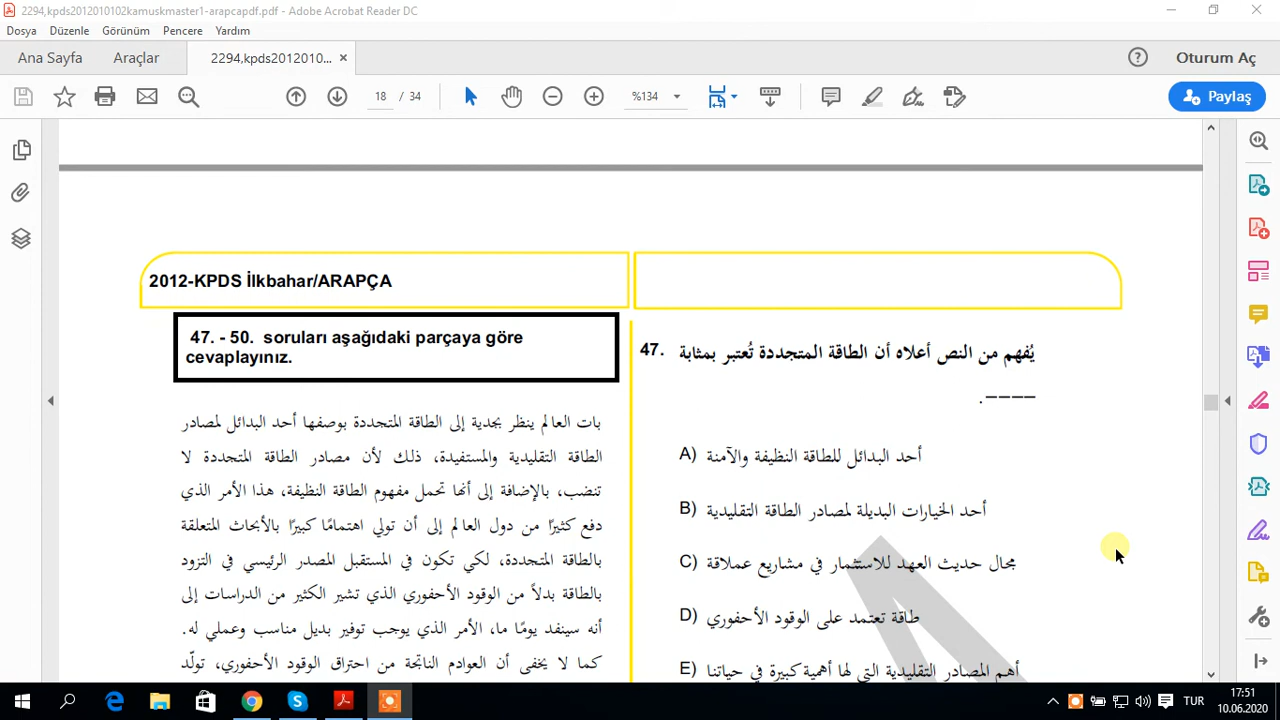 2294,kpds2012010102kamuskmaster1-arapcapdf.pdf - Adobe Acrobat Reader DC
Dosya Düzenle Görünüm Pencere Yardım
Ana Sayfa Araçlar 2294,kpds2012010... × Oturum Aç
18 / 34 %134 Paylaş
2012-KPDS İlkbahar/ARAPÇA
47. - 50. soruları aşağıdaki parçaya göre
cevaplayınız.
بات العالم ينظر بجدية إلى الطاقة المتجددة بوصفها أحد البدائل لمصادر
الطاقة التقليدية والمستفيدة، ذلك لأن مصادر الطاقة المتجددة لا
تنضب، بالإضافة إلى أنها تحمل مفهوم الطاقة النظيفة، هذا الأمر الذي
دفع كثيرًا من دول العالم إلى أن تولي اهتمامًا كبيرًا بالأبحاث المتعلقة
بالطاقة المتجددة، لكي تكون في المستقبل المصدر الرئيسي في التزود
بالطاقة بدلاً من الوقود الأحفوري الذي تشير الكثير من الدراسات إلى
أنه سينفد يومًا ما، الأمر الذي يوجب توفير بديل مناسب وعملي له.
كما لا يخفى أن العوادم الناتجة من احتراق الوقود الأحفوري، تولّد
47. يُفهم من النص أعلاه أن الطاقة المتجددة تُعتبر بمثابة
----.
A) أحد البدائل للطاقة النظيفة والآمنة
B) أحد الخيارات البديلة لمصادر الطاقة التقليدية
C) مجال حديث العهد للاستثمار في مشاريع عملاقة
D) طاقة تعتمد على الوقود الأحفوري
E) أهم المصادر التقليدية التي لها أهمية كبيرة في حياتنا
TUR
17:51
10.06.2020